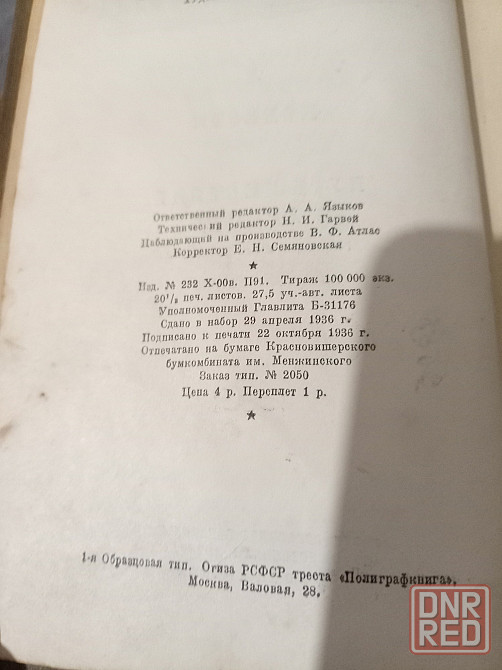 Ответственный редактор А. А. Языков
Технический редактор Н. И. Гарвей
Наблюдающий на производстве В. Ф. Атлас
Корректор Е. Н. Семяновская
★
Изд. № 232 Х-00в. П91. Тираж 100 000 экз.
20¹/₂ печ. листов. 27,5 уч.-авт. листа
Уполномоченный Главлита Б-31176
Сдано в набор 29 апреля 1936 г.
Подписано к печати 22 октября 1936 г.
Отпечатано на бумаге Красновишерского
бумкомбината им. Менжинского
Заказ тип. № 2050
Цена 4 р. Переплет 1 р.
★
1-я Образцовая тип. Огиза РСФСР треста «Полиграфкнига».
Москва, Валовая, 28.
DNR
RED